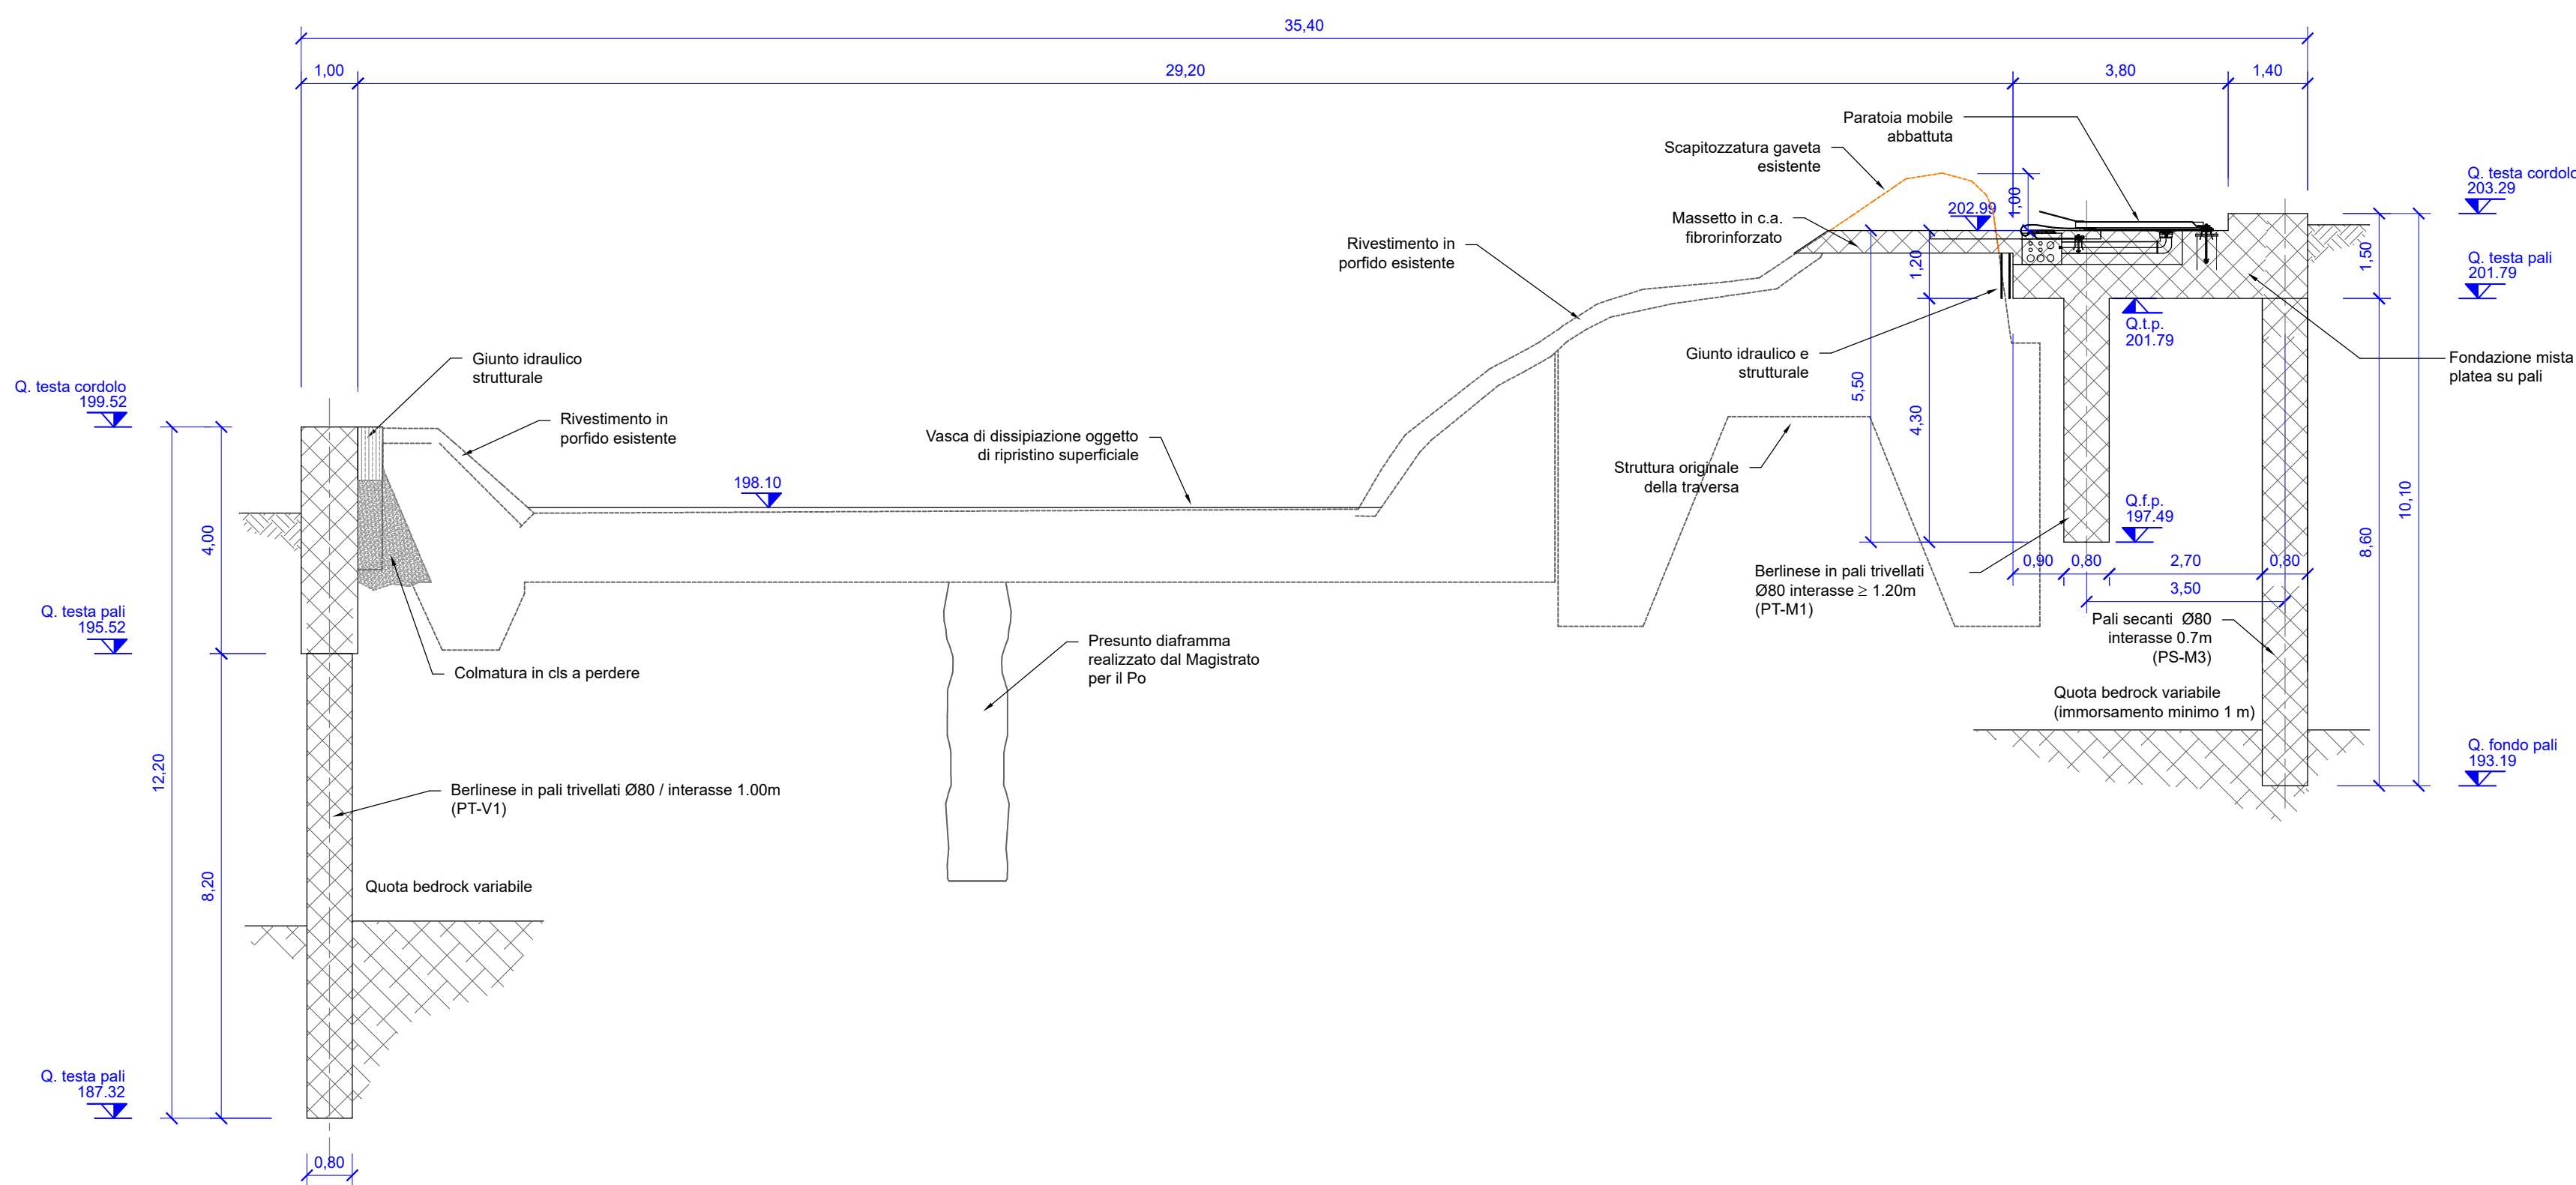 35,40
1,00
29,20
3,80
1,40
Paratoia mobile
abbattuta
Scapitozzatura gaveta
esistente
1,00
Q. testa cordolo
203.29
202.99
Massetto in c.a.
fibrorinforzato
Rivestimento in
porfido esistente
1,20
1,50
Q. testa pali
201.79
Q.t.p.
201.79
Giunto idraulico e
strutturale
Fondazione mista
platea su pali
Giunto idraulico
strutturale
Q. testa cordolo
199.52
5,50
4,30
Rivestimento in
porfido esistente
Vasca di dissipiazione oggetto
di ripristino superficiale
Struttura originale
della traversa
198.10
Q.f.p.
197.49
10,10
8,60
4,00
0,90
0,80
2,70
0,80
3,50
Berlinese in pali trivellati
Ø80 interasse ≥ 1.20m
(PT-M1)
Q. testa pali
195.52
Pali secanti Ø80
interasse 0.7m
(PS-M3)
Presunto diaframma
realizzato dal Magistrato
per il Po
Colmatura in cls a perdere
Quota bedrock variabile
(immorsamento minimo 1 m)
Q. fondo pali
193.19
12,20
Berlinese in pali trivellati Ø80 / interasse 1.00m
(PT-V1)
8,20
Quota bedrock variabile
Q. testa pali
187.32
0,80